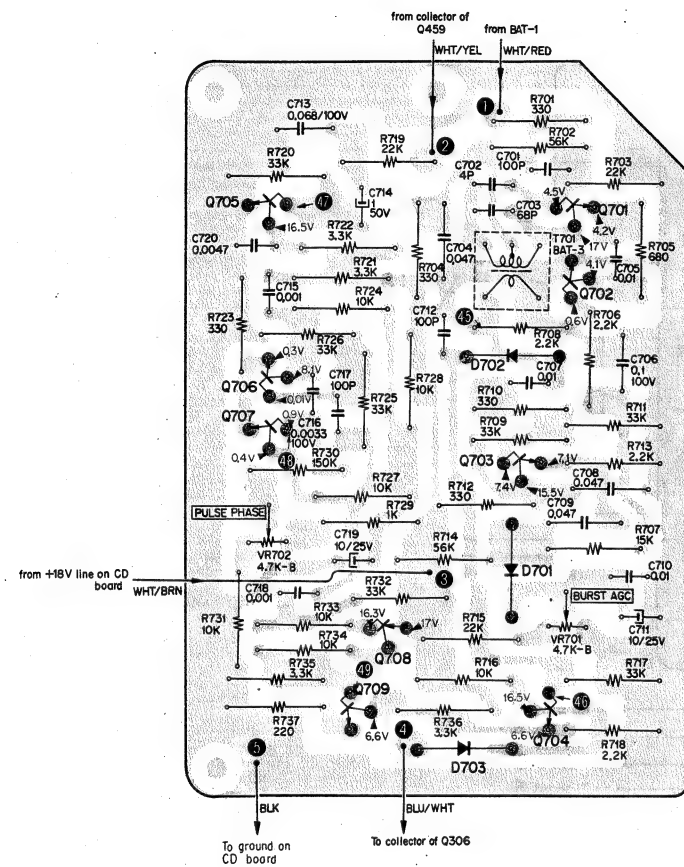 from collector of
Q459
from BAT-1
WHT/YEL
WHT/RED
1
R701
330
C713
0,068/100V
R719
22K
2
R702
56K
C701
100P
C702
4P
R703
22K
R720
33K
C714
1
50V
4.5V
Q705
47
C703
68P
Q701
4.2V
16.5V
R722
3.3K
C720
0.0047
C704
0,047
T701
BAT-3
17V
4.1V
R705
680
R721
3.3K
R704
330
C705
0,01
C715
0,001
R724
10K
Q702
0.6V
R723
330
C712
100P
45
R706
2.2K
R726
33K
R708
2.2K
0.3V
D702
C707
0.01
C706
0,1
100V
8.1V
Q706
C717
100P
R725
33K
R728
10K
0.01V
R710
330
R711
33K
Q707
0.9V
C716
0.0033
100V
R709
33K
0.4V
48
R730
150K
Q703
7.1V
R713
2.2K
7.4V
15.5V
C708
0.047
R727
10K
R712
330
R729
1K
C709
0,047
PULSE PHASE
R707
15K
VR702
4.7K-B
C719
10/25V
R714
56K
D701
C710
0.01
from +18V line on CD
board
WHT/BRN
3
C718
0,001
R732
33K
BURST AGC
R731
10K
R733
10K
16.3V
17V
R715
22K
VR701
4.7K-B
C711
10/25V
R734
10K
Q708
R735
3.3K
49
R716
10K
R717
33K
Q709
16.5V
46
R737
220
6.6V
4
R736
3.3K
6.6V
Q704
5
D703
R718
2.2K
BLK
BLU/WHT
To ground on
CD board
To collector of Q306